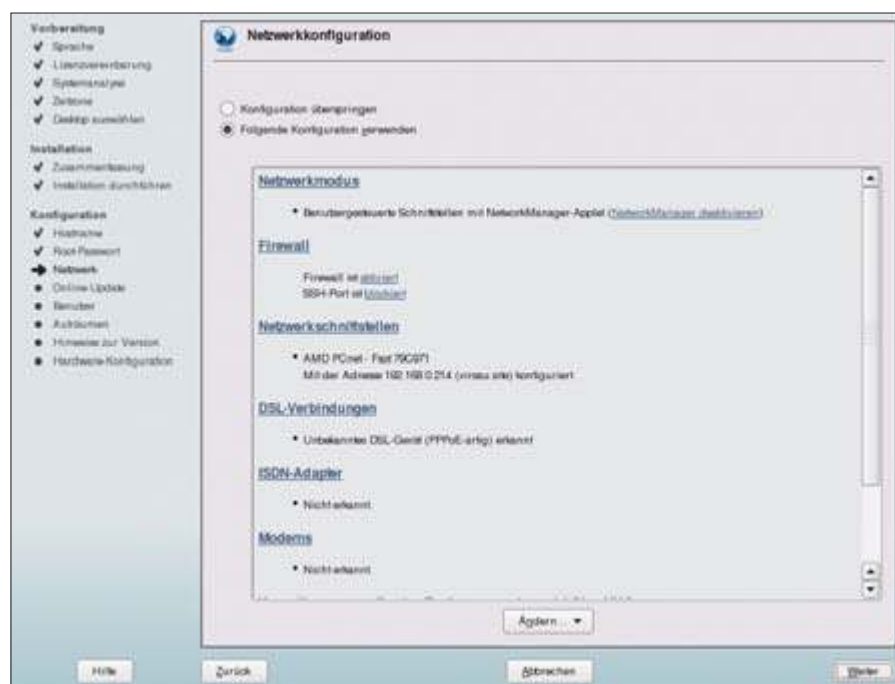 Vorbereitung
Sprache
Lizenzvereinbarung
Systemanalyse
Zeitzone
Desktop auswählen
Installation
Zusammenfassung
Installation durchführen
Konfiguration
Hostname
Root Passwort
Netzwerk
Online-Update
Benutzer
Aufräumen
Hinweise zur Version
Hardware-Konfiguration
Netzwerkkonfiguration
Konfiguration überspringen
Folgende Konfiguration verwenden
Netzwerkmodus
Benutzergesteuerte Schnittstellen mit NetworkManager-Applet (NetworkManager deaktivieren)
Firewall
Firewall ist aktiviert
SSH-Port ist blockiert
Netzwerkschnittstellen
AMD PCnet - Fast 79C971
Mit der Adresse 192.168.0.214 konfiguriert
DSL-Verbindungen
Unbekanntes DSL-Gerät (PPPoE-artig) erkannt
ISDN-Adapter
Nicht erkannt.
Modems
Nicht erkannt.
Ändern...
Hilfe
Zurück
Abbrechen
Weiter